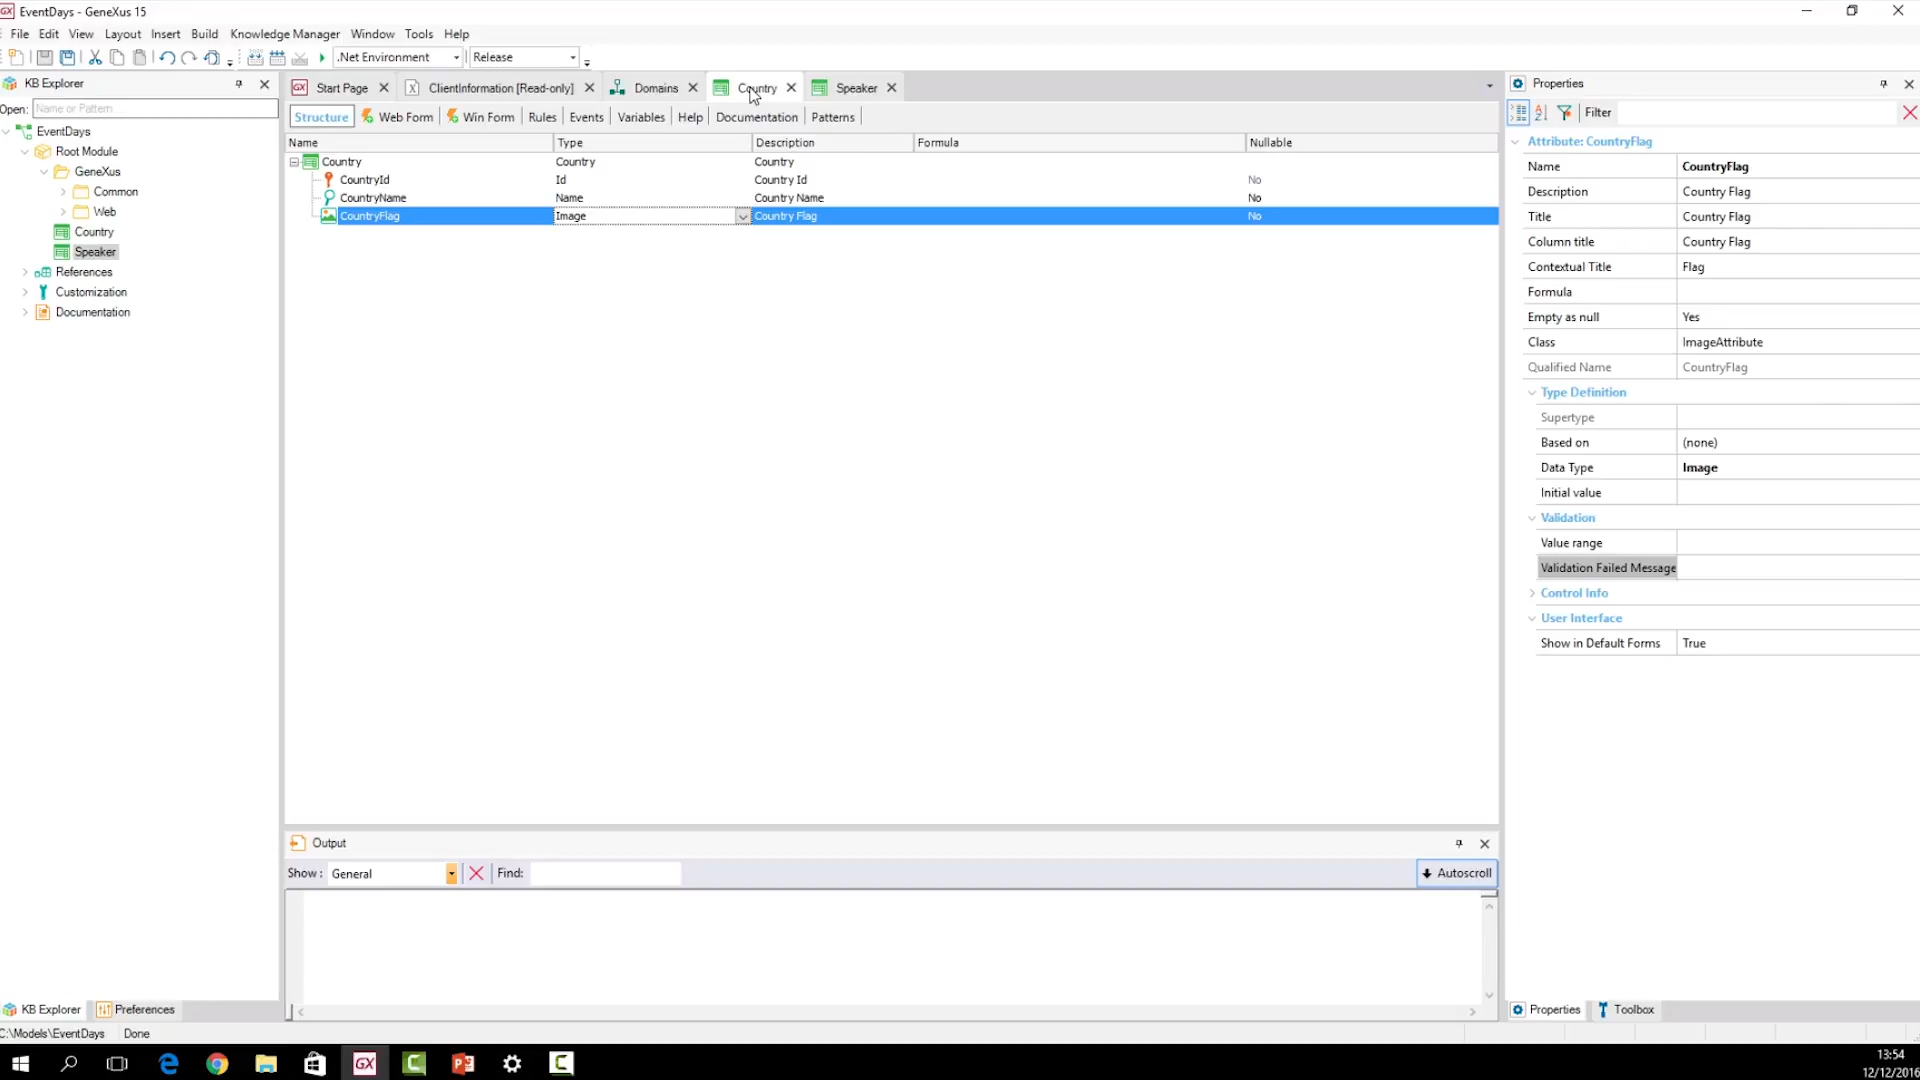 GX EventDays - GeneXus 15
File Edit View Layout Insert Build Knowledge Manager Window Tools Help
.Net Environment Release
KB Explorer
Open: Name or Pattern
EventDays
Root Module
GeneXus
Common
Web
Country
Speaker
References
Customization
Documentation
KB Explorer Preferences
GX Start Page ClientInformation [Read-only] Domains Country Speaker
Structure Web Form Win Form Rules Events Variables Help Documentation Patterns
Name Type Description Formula Nullable
Country Country Country
CountryId Id Country Id No
CountryName Name Country Name No
CountryFlag Image Country Flag No
Output
Show : General Find: Autoscroll
Properties
Filter
Attribute: CountryFlag
Name CountryFlag
Description Country Flag
Title Country Flag
Column title Country Flag
Contextual Title Flag
Formula
Empty as null Yes
Class ImageAttribute
Qualified Name CountryFlag
Type Definition
Supertype
Based on (none)
Data Type Image
Initial value
Validation
Value range
Validation Failed Message
Control Info
User Interface
Show in Default Forms True
Properties Toolbox
C:\Models\EventDays Done
GX
13:54
12/12/2016